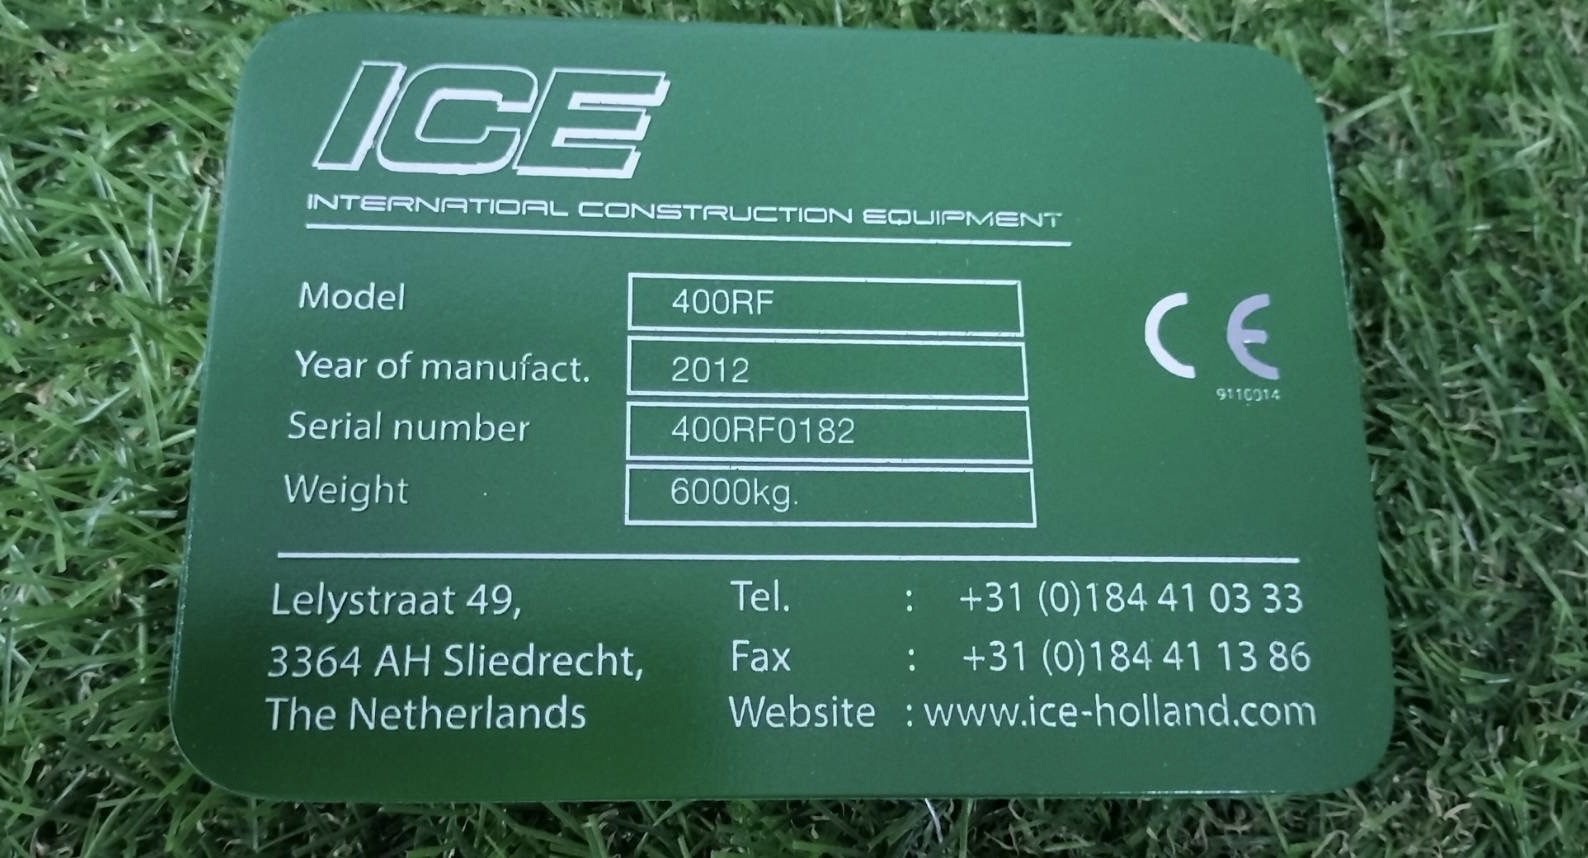 ICE
INTERNATIOAL CONSTRUCTION EQUIPMENT
Model 400RF
Year of manufact. 2012
Serial number 400RF0182
Weight 6000kg.
CE
9110014
Lelystraat 49,
3364 AH Sliedrecht,
The Netherlands
Tel. : +31 (0)184 41 03 33
Fax : +31 (0)184 41 13 86
Website : www.ice-holland.com